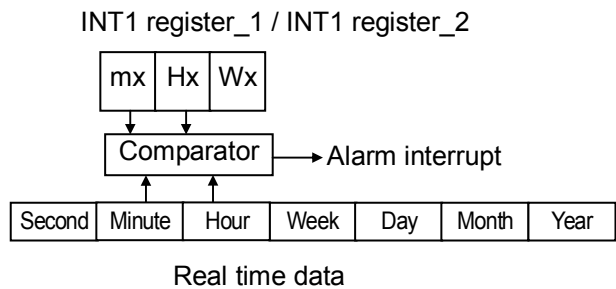 INT1 register_1 / INT1 register_2
mx Hx Wx
Comparator Alarm interrupt
Second Minute Hour Week Day Month Year
Real time data